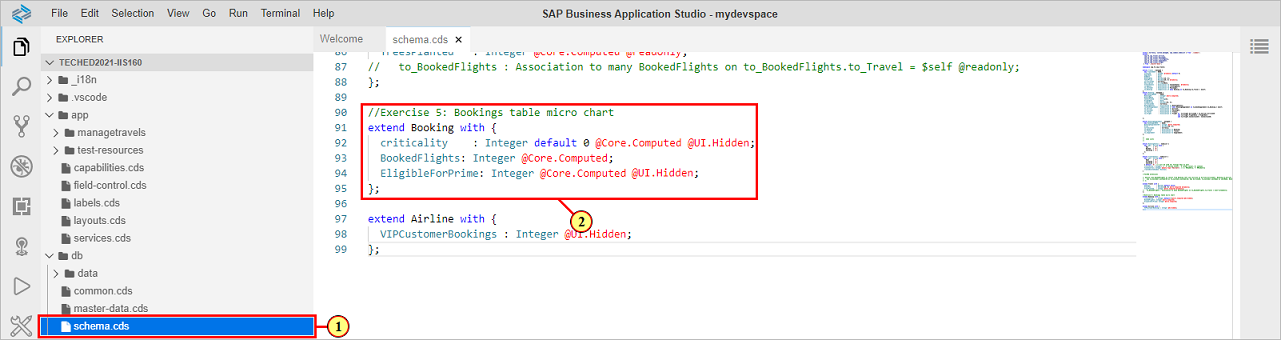 File Edit Selection View Go Debug Terminal Help
SAP Business Application Studio - mydevspace
EXPLORER
TECHED2021-IIS160
_i18n
.vscode
app
managetravels
test-resources
capabilities.cds
field-control.cds
labels.cds
layouts.cds
services.cds
db
data
common.cds
master-data.cds
schema.cds
1
Welcome schema.cds
86 TreesPlanted : Integer @Core.Computed @readonly;
87 // to_BookedFlights : Association to many BookedFlights on to_BookedFlights.to_Travel = $self @readonly;
88 };
89
90 //Exercise 5: Bookings table micro chart
91 extend Booking with {
92 criticality : Integer default 0 @Core.Computed @UI.Hidden;
93 BookedFlights: Integer @Core.Computed;
94 EligibleForPrime: Integer @Core.Computed @UI.Hidden;
95 };
96
2
97 extend Airline with {
98 VIPCustomerBookings : Integer @UI.Hidden;
99 };